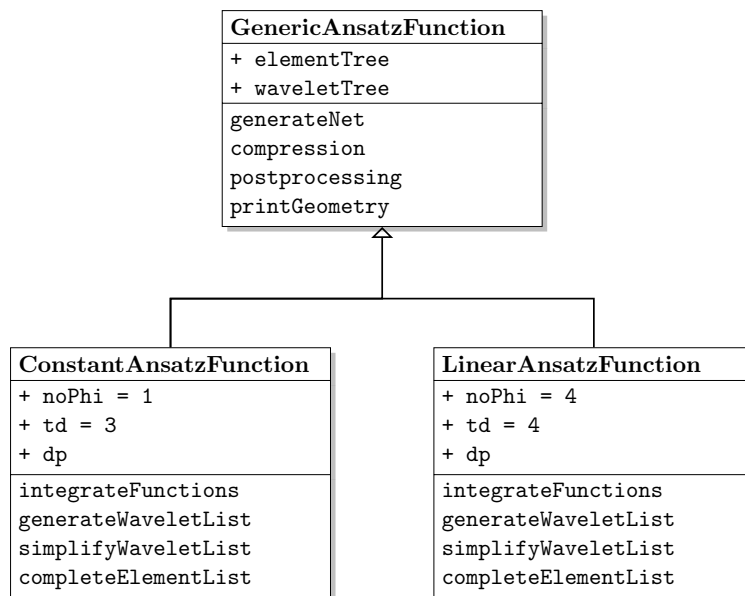 GenericAnsatzFunction
+ elementTree
+ waveletTree
generateNet
compression
postprocessing
printGeometry
ConstantAnsatzFunction
+ noPhi = 1
+ td = 3
+ dp
integrateFunctions
generateWaveletList
simplifyWaveletList
completeElementList
LinearAnsatzFunction
+ noPhi = 4
+ td = 4
+ dp
integrateFunctions
generateWaveletList
simplifyWaveletList
completeElementList